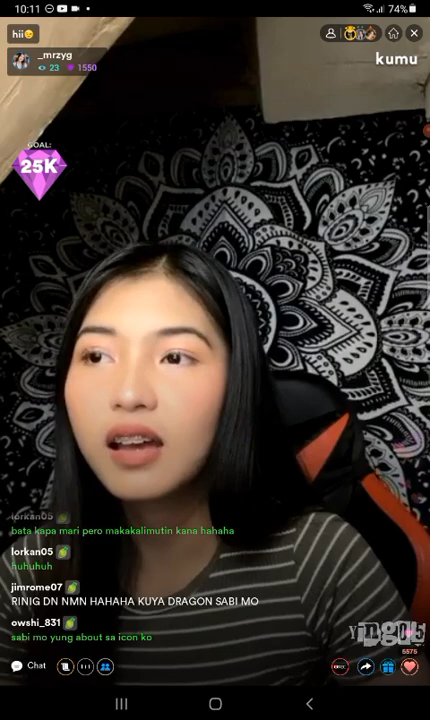 10:11
74%
hii
_mrzyg
23 1550
kumu
GOAL:
25K
lorkan05
bata kapa mari pero makakalimutin kana hahaha
lorkan05
huhuhuh
jimrome07
RINIG DN NMN HAHAHA KUYA DRAGON SABI MO
owshi_831
sabi mo yung about sa icon ko
5575
Chat